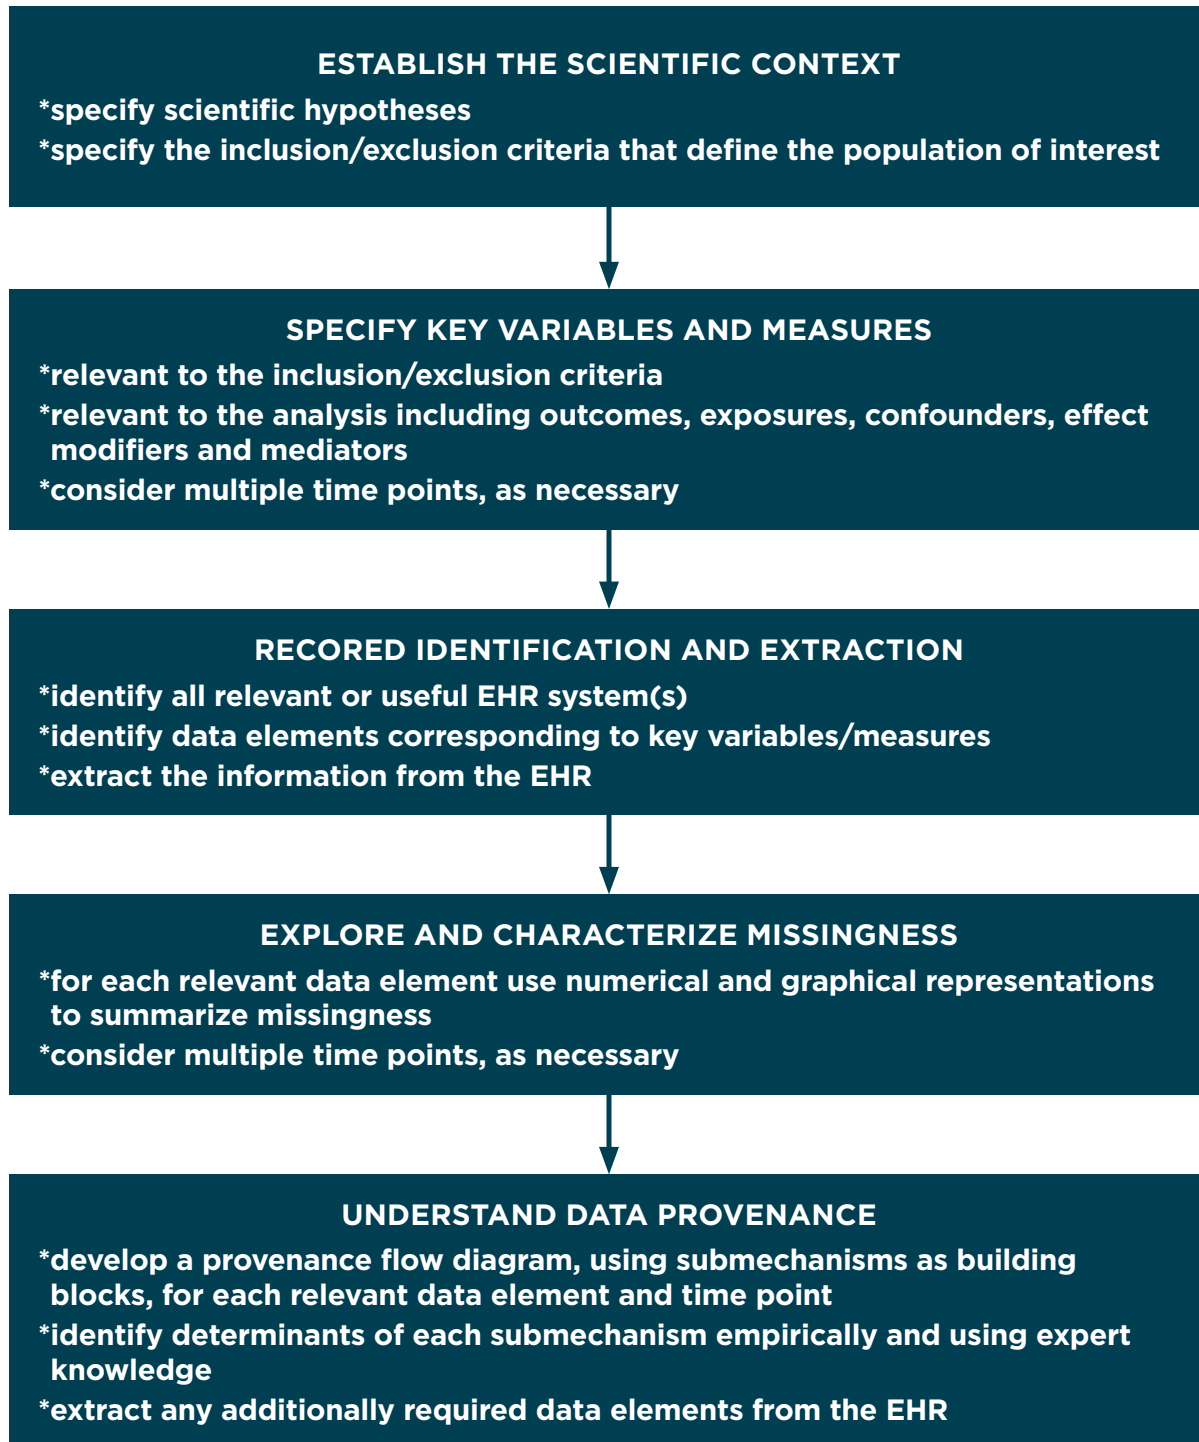 ESTABLISH THE SCIENTIFIC CONTEXT
*specify scientific hypotheses
*specify the inclusion/exclusion criteria that define the population of interest
SPECIFY KEY VARIABLES AND MEASURES
*relevant to the inclusion/exclusion criteria
*relevant to the analysis including outcomes, exposures, confounders, effect
modifiers and mediators
*consider multiple time points, as necessary
RECORED IDENTIFICATION AND EXTRACTION
*identify all relevant or useful EHR system(s)
*identify data elements corresponding to key variables/measures
*extract the information from the EHR
EXPLORE AND CHARACTERIZE MISSINGNESS
*for each relevant data element use numerical and graphical representations
to summarize missingness
*consider multiple time points, as necessary
UNDERSTAND DATA PROVENANCE
*develop a provenance flow diagram, using submechanisms as building
blocks, for each relevant data element and time point
*identify determinants of each submechanism empirically and using expert
knowledge
*extract any additionally required data elements from the EHR